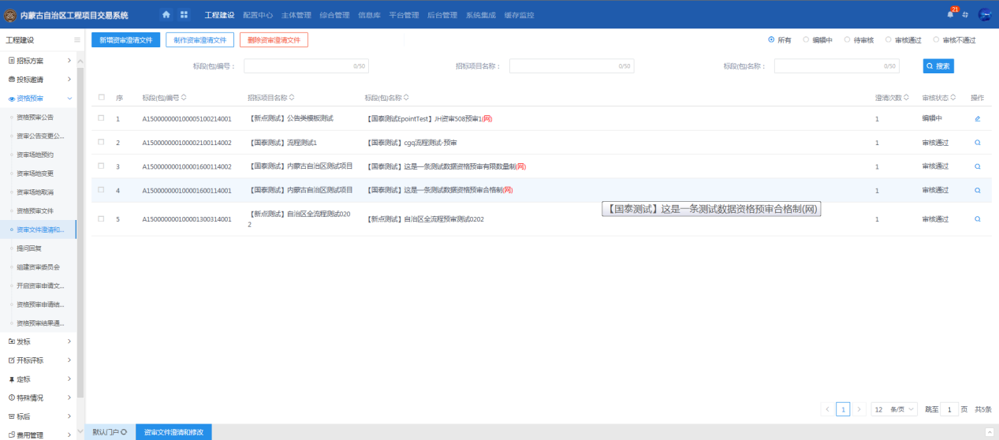 内蒙古自治区工程项目交易系统
工程建设 配置中心 主体管理 综合管理 信息库 平台管理 后台管理 系统集成 缓存监控
21
工程建设
新增资审澄清文件 制作资审澄清文件 删除资审澄清文件
所有 编辑中 待审核 审核通过 审核不通过
招标方案
投标邀请
资格预审
资格预审公告
资审公告变更公...
资审场地预约
资审场地变更
资审场地取消
资格预审文件
资审文件澄清和...
提问回复
组建资审委员会
开启资审申请文...
资格预审申请结...
资格预审结果通...
发标
开标评标
定标
特殊情况
标后
费用管理
标段(包)编号： 0/50 招标项目名称： 0/50 标段(包)名称： 0/50 搜索
序 标段(包)编号 招标项目名称 标段(包)名称 澄清次数 审核状态 操作
1 A1500000001000051002​14001 【新点测试】公告类模板测试 【国泰测试EpointTest】JH资审508预审1(网) 1 编辑中
2 A150000000100002100114002 【国泰测试】流程测试1 【国泰测试】cgq流程测试-预审 1 审核通过
3 A150000000100001600114002 【国泰测试】内蒙古自治区测试项目 【国泰测试】这是一条测试数据资格预审有限数量制(网) 1 审核通过
4 A150000000100001600114001 【国泰测试】内蒙古自治区测试项目 【国泰测试】这是一条测试数据资格预审合格制(网) 1 审核通过
【国泰测试】这是一条测试数据资格预审合格制(网)
5 A150000000100001300314001 【新点测试】自治区全流程测试020
2 【新点测试】自治区全流程预审测试0202 1 审核通过
1 12 条/页 跳至 1 页 共5条
默认门户 资审文件澄清和修改